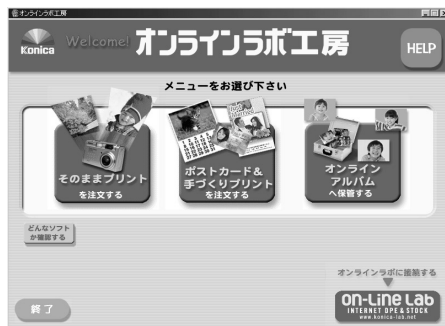 オンラインラボ工房
Konica
Welcome! オンラインラボ工房
HELP
メニューをお選び下さい
そのままプリント
を注文する
ポストカード&
手づくりプリント
を注文する
オンライン
アルバム
へ保管する
どんなソフト
か確認する
オンラインラボに接続する
終了
On-Line Lab
INTERNET DPE & STOCK
www.konica-lab.net